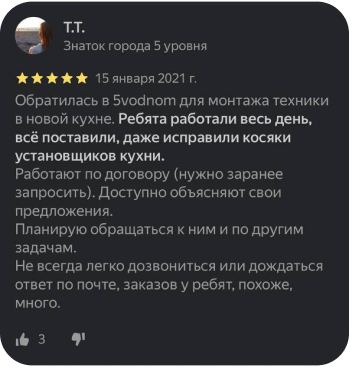 Т.Т.
Знаток города 5 уровня
15 января 2021 г.
Обратилась в 5vodnom для монтажа техники
в новой кухне. Ребята работали весь день,
всё поставили, даже исправили косяки
установщиков кухни.
Работают по договору (нужно заранее
запросить). Доступно объясняют свои
предложения.
Планирую обращаться к ним и по другим
задачам.
Не всегда легко дозвониться или дождаться
ответ по почте, заказов у ребят, похоже,
много.
3